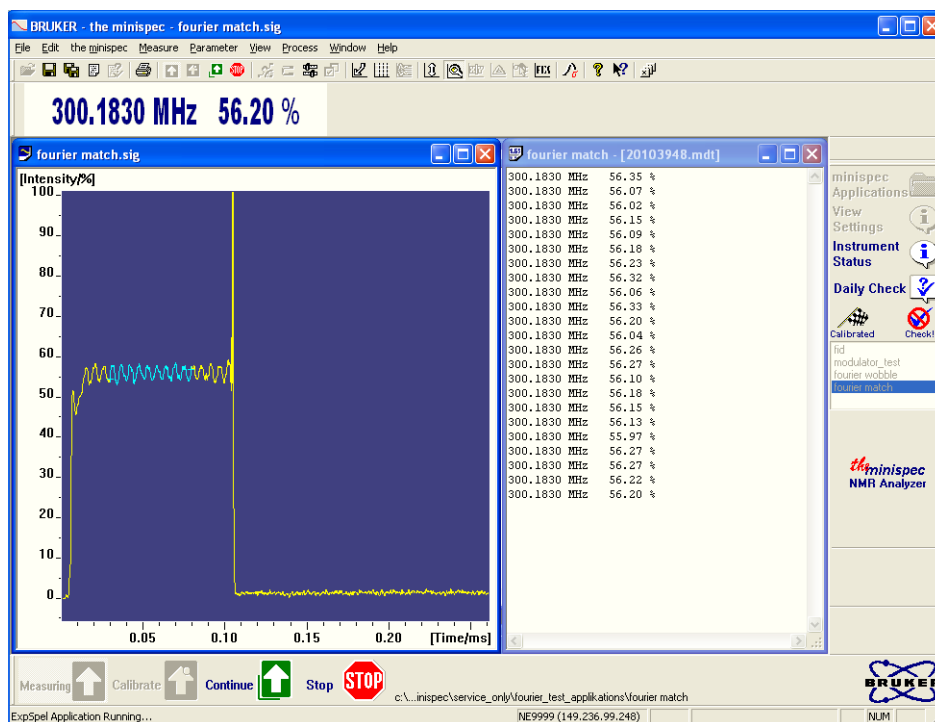 BRUKER - the minispec - fourier match.sig
File Edit the minispec Measure Parameter View Process Window Help
300.1830 MHz 56.20 %
fourier match.sig
[Intensity/%]
100
90
80
70
60
50
40
30
20
10
0
0.05 0.10 0.15 0.20 [Time/ms]
fourier match - [20103948.mdt]
300.1830 MHz 56.35 %
300.1830 MHz 56.07 %
300.1830 MHz 56.02 %
300.1830 MHz 56.15 %
300.1830 MHz 56.09 %
300.1830 MHz 56.18 %
300.1830 MHz 56.23 %
300.1830 MHz 56.32 %
300.1830 MHz 56.06 %
300.1830 MHz 56.33 %
300.1830 MHz 56.20 %
300.1830 MHz 56.04 %
300.1830 MHz 56.26 %
300.1830 MHz 56.27 %
300.1830 MHz 56.10 %
300.1830 MHz 56.18 %
300.1830 MHz 56.15 %
300.1830 MHz 56.13 %
300.1830 MHz 55.97 %
300.1830 MHz 56.27 %
300.1830 MHz 56.27 %
300.1830 MHz 56.22 %
300.1830 MHz 56.20 %
minispec
Applications
View
Settings
Instrument
Status
Daily Check
Calibrated Check!
fid
modulator_test
fourier wobble
fourier match
the minispec
NMR Analyzer
Measuring Calibrate Continue Stop STOP
c:\...inispec\service_only\fourier_test_applikations\fourier match
BRUKER
ExpSpel Application Running...
NE9999 (149.236.99.248)
NUM